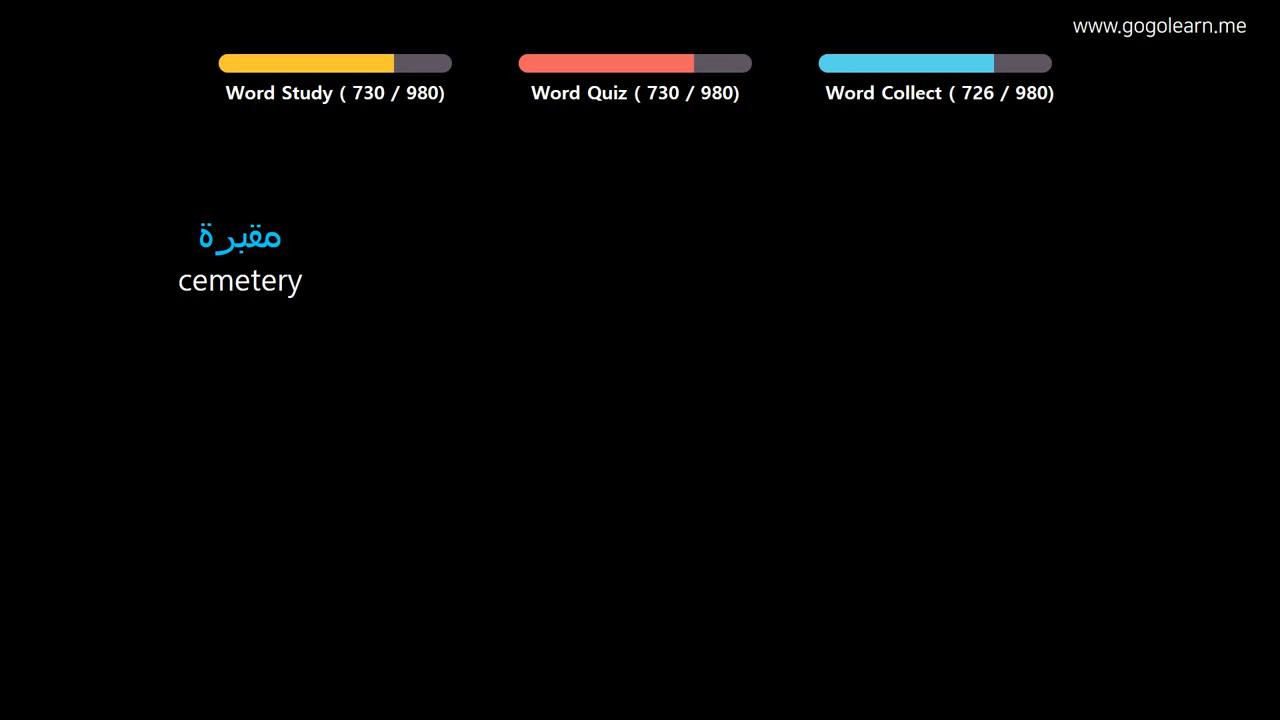 www.gogolearn.me
Word Study ( 730 / 980)
Word Quiz ( 730 / 980)
Word Collect ( 726 / 980)
مقبرة
cemetery